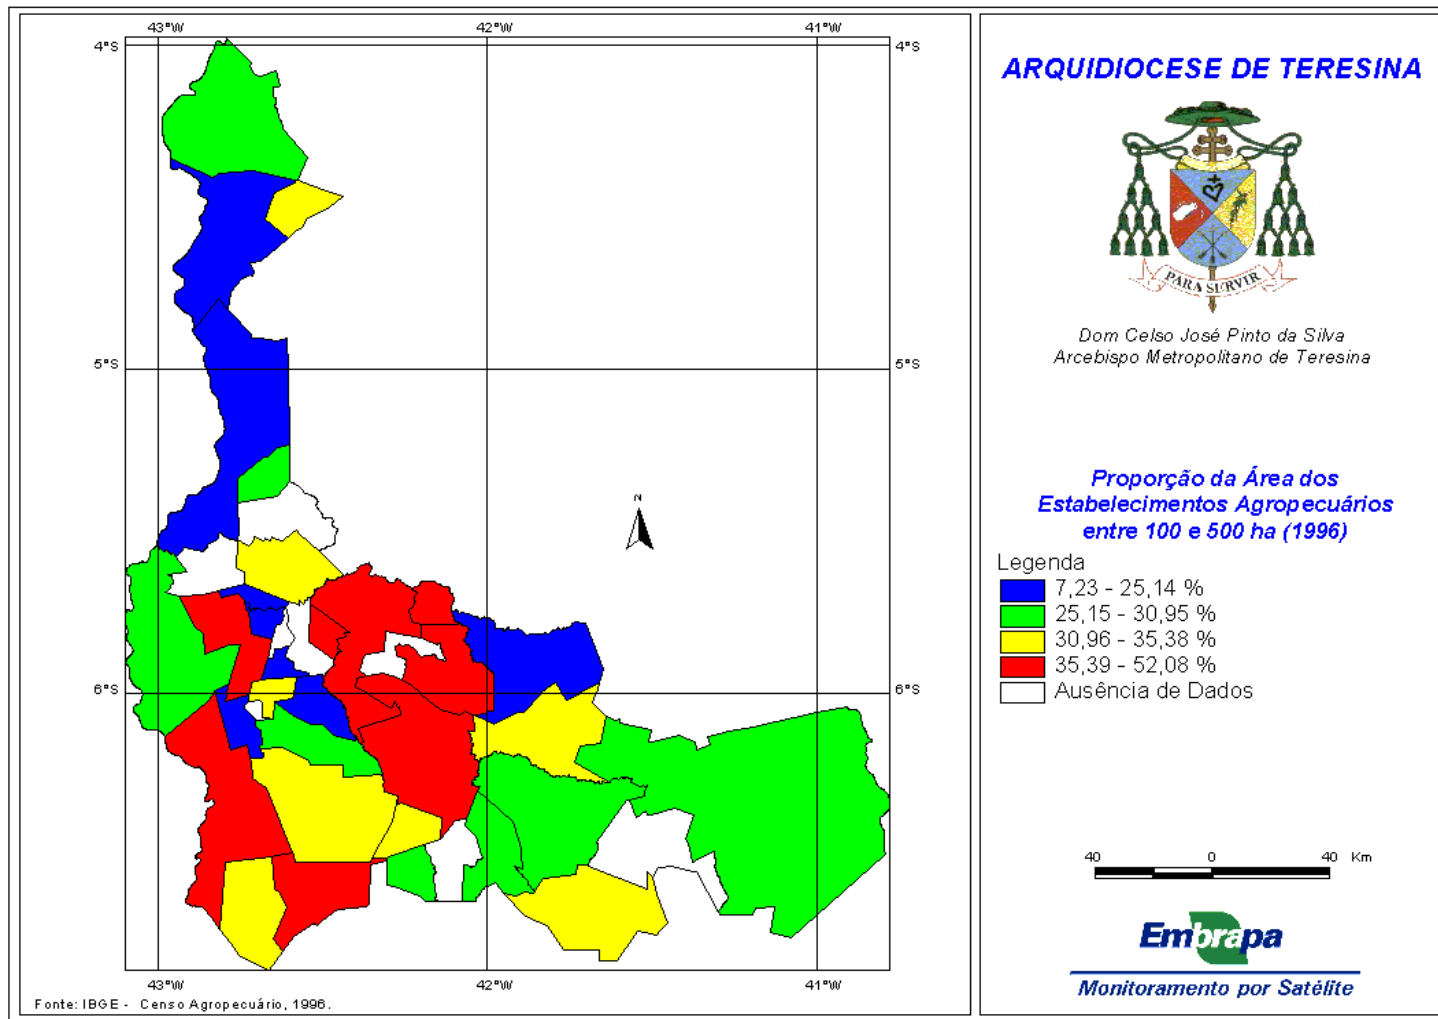 43°W 42°W 41°W
4°S 4°S
5°S 5°S
6°S 6°S
43°W 42°W 41°W
N
Fonte: IBGE - Censo Agropecuário, 1996.
ARQUIDIOCESE DE TERESINA
PARA SERVIR
Dom Celso José Pinto da Silva
Arcebispo Metropolitano de Teresina
Proporção da Área dos
Estabelecimentos Agropecuários
entre 100 e 500 ha (1996)
Legenda
7,23 - 25,14 %
25,15 - 30,95 %
30,96 - 35,38 %
35,39 - 52,08 %
Ausência de Dados
40 0 40 Km
Embrapa
Monitoramento por Satélite